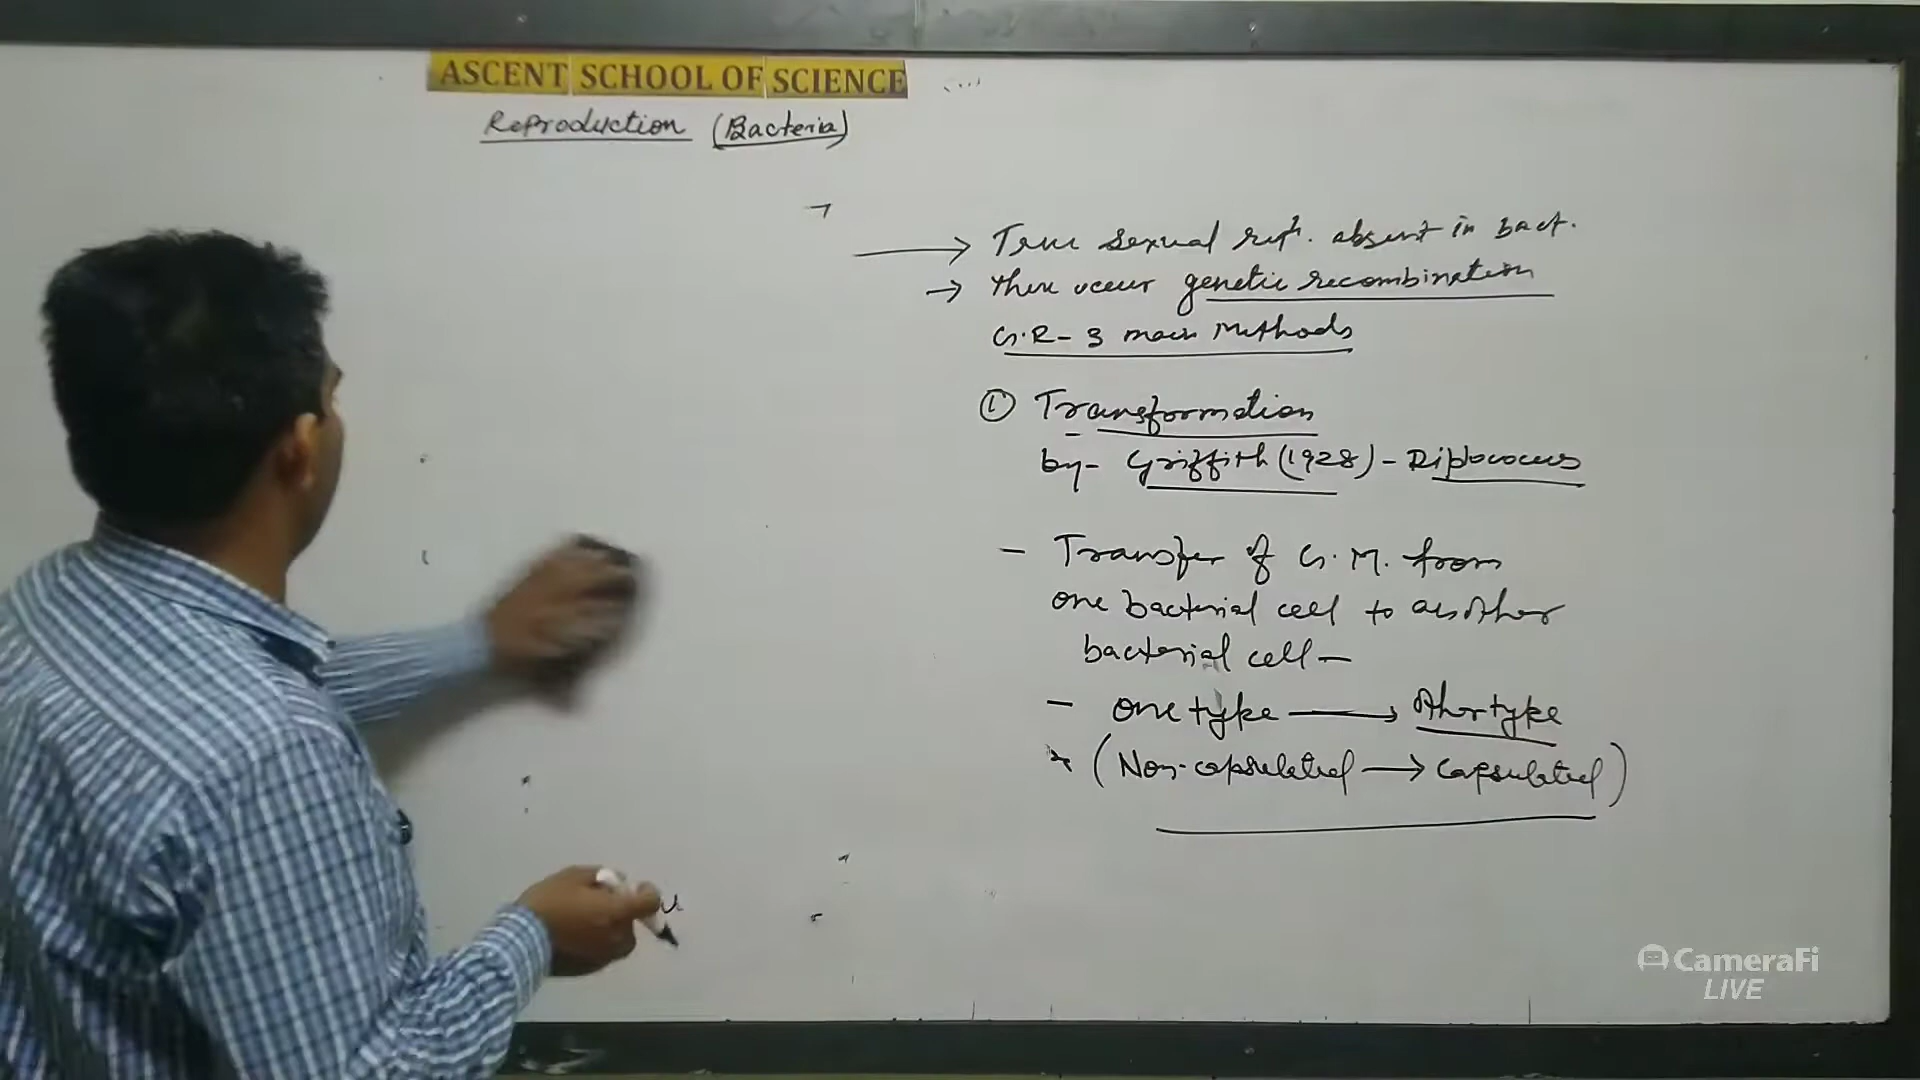 ASCENT SCHOOL OF SCIENCE
Reproduction (Bacteria)
→ True sexual rep. absent in bact.
→ there occur genetic recombination
G.R - 3 main Methods
① Transformation
by - Griffith (1928) - Diplococcus
- Transfer of G.M. from
one bacterial cell to another
bacterial cell -
- One type → Other type
* (Non-capsulated → Capsulated)
CameraFi
LIVE